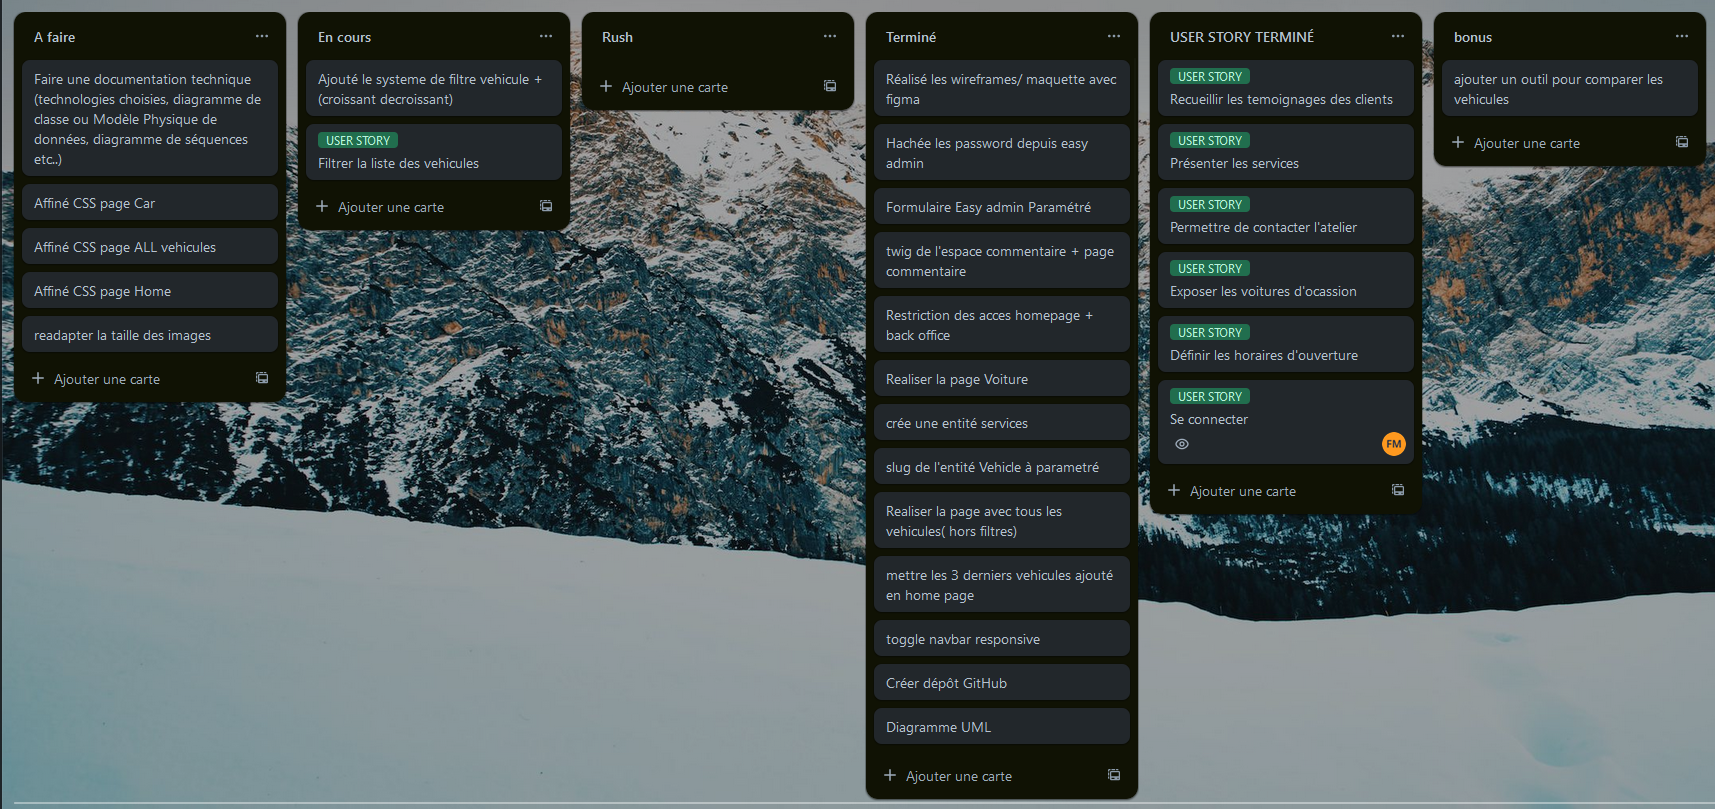 A faire
Faire une documentation technique
(technologies choisies, diagramme de
classe ou Modèle Physique de
données, diagramme de séquences
etc..)
Affiné CSS page Car
Affiné CSS page ALL vehicules
Affiné CSS page Home
readapter la taille des images
Ajouter une carte
En cours
Ajouté le systeme de filtre vehicule +
(croissant decroissant)
USER STORY
Filtrer la liste des vehicules
Ajouter une carte
Rush
Ajouter une carte
Terminé
Réalisé les wireframes/ maquette avec
figma
Hachée les password depuis easy
admin
Formulaire Easy admin Paramétré
twig de l'espace commentaire + page
commentaire
Restriction des acces homepage +
back office
Realiser la page Voiture
crée une entité services
slug de l'entité Vehicle à parametré
Realiser la page avec tous les
vehicules( hors filtres)
mettre les 3 derniers vehicules ajouté
en home page
toggle navbar responsive
Créer dépôt GitHub
Diagramme UML
Ajouter une carte
USER STORY TERMINÉ
USER STORY
Recueillir les temoignages des clients
USER STORY
Présenter les services
USER STORY
Permettre de contacter l'atelier
USER STORY
Exposer les voitures d'ocassion
USER STORY
Définir les horaires d'ouverture
USER STORY
Se connecter
FM
Ajouter une carte
bonus
ajouter un outil pour comparer les
vehicules
Ajouter une carte